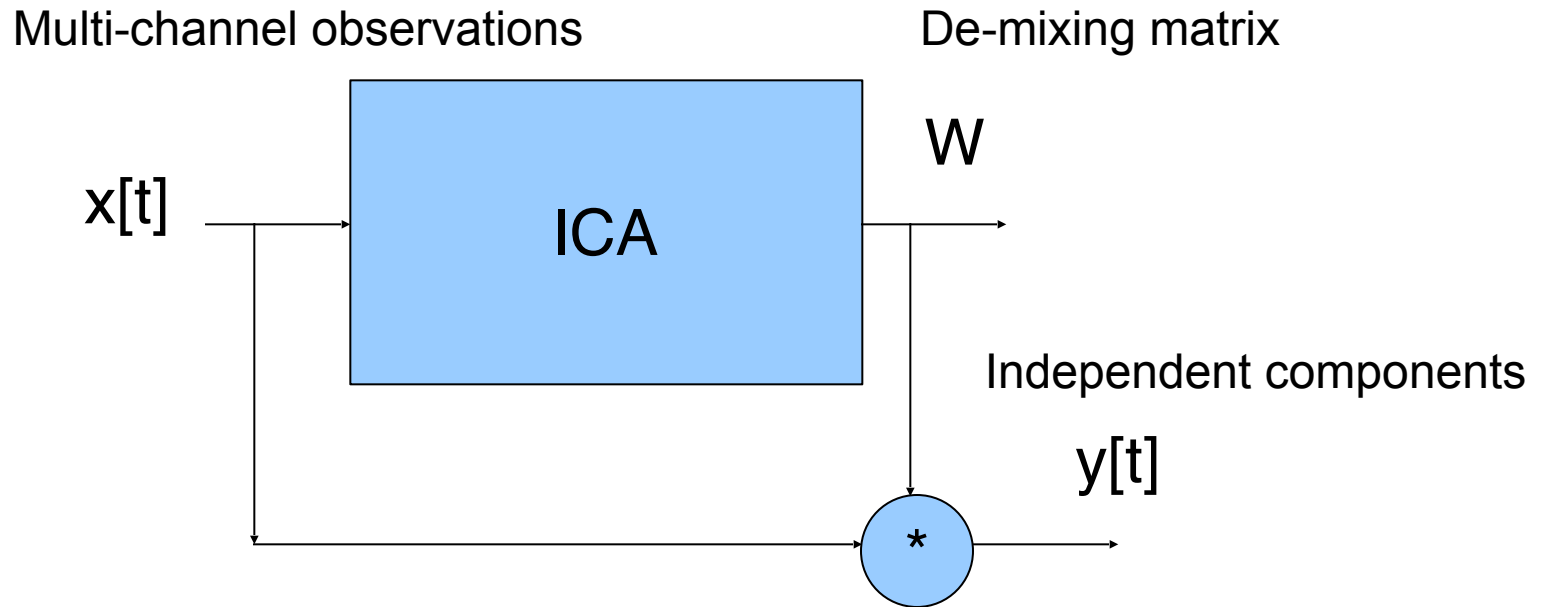 Multi-channel observations
De-mixing matrix
W
x[t]
ICA
Independent components
y[t]
*